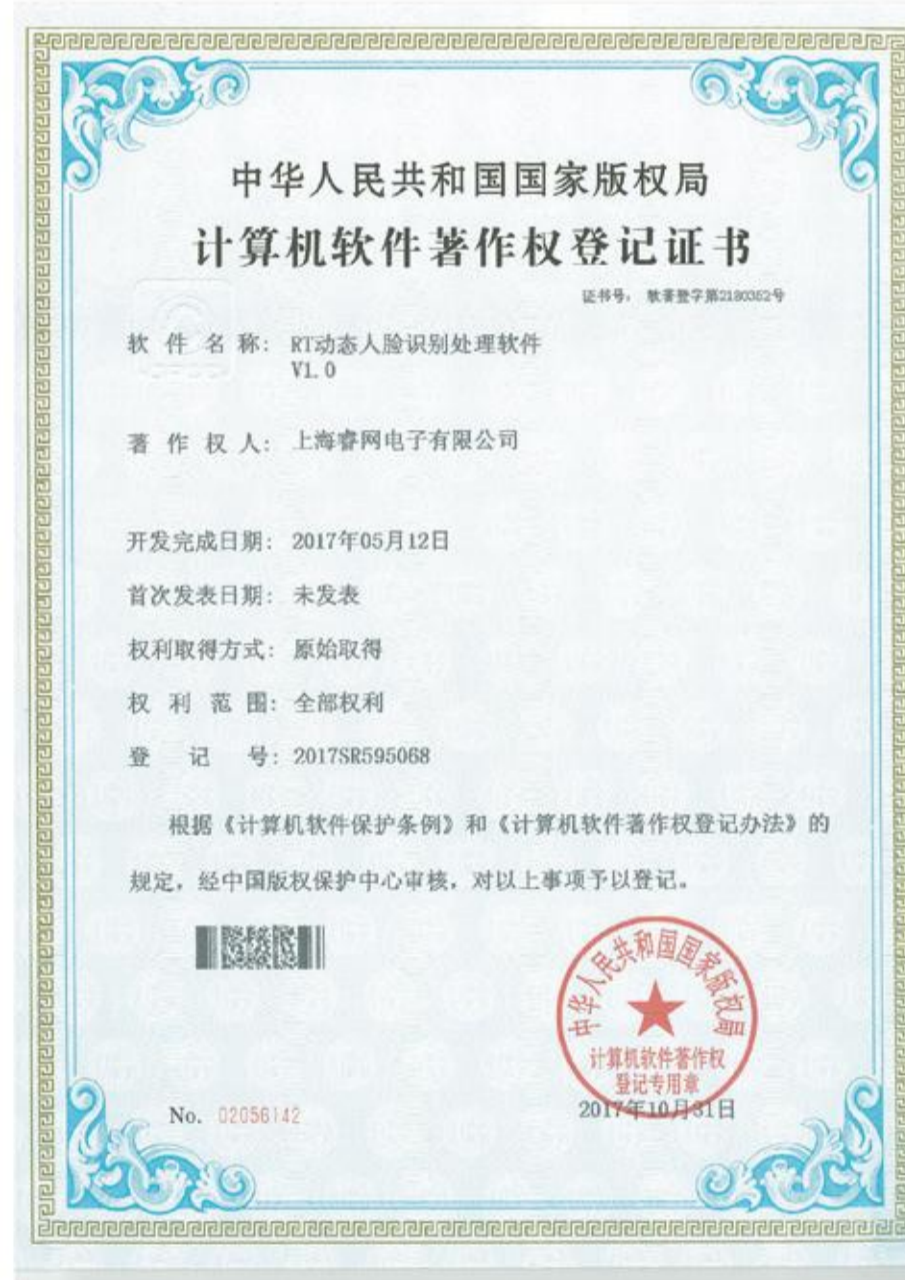 中华人民共和国国家版权局
计算机软件著作权登记证书
证书号： 软著登字第2180352号
软件名称： RT动态人脸识别处理软件
V1.0
著作权人： 上海睿网电子有限公司
开发完成日期： 2017年05月12日
首次发表日期： 未发表
权利取得方式： 原始取得
权利范围： 全部权利
登记号： 2017SR595068
根据《计算机软件保护条例》和《计算机软件著作权登记办法》的
规定，经中国版权保护中心审核，对以上事项予以登记。
中华人民共和国国家版权局
计算机软件著作权
登记专用章
No. 02056142
2017年10月31日